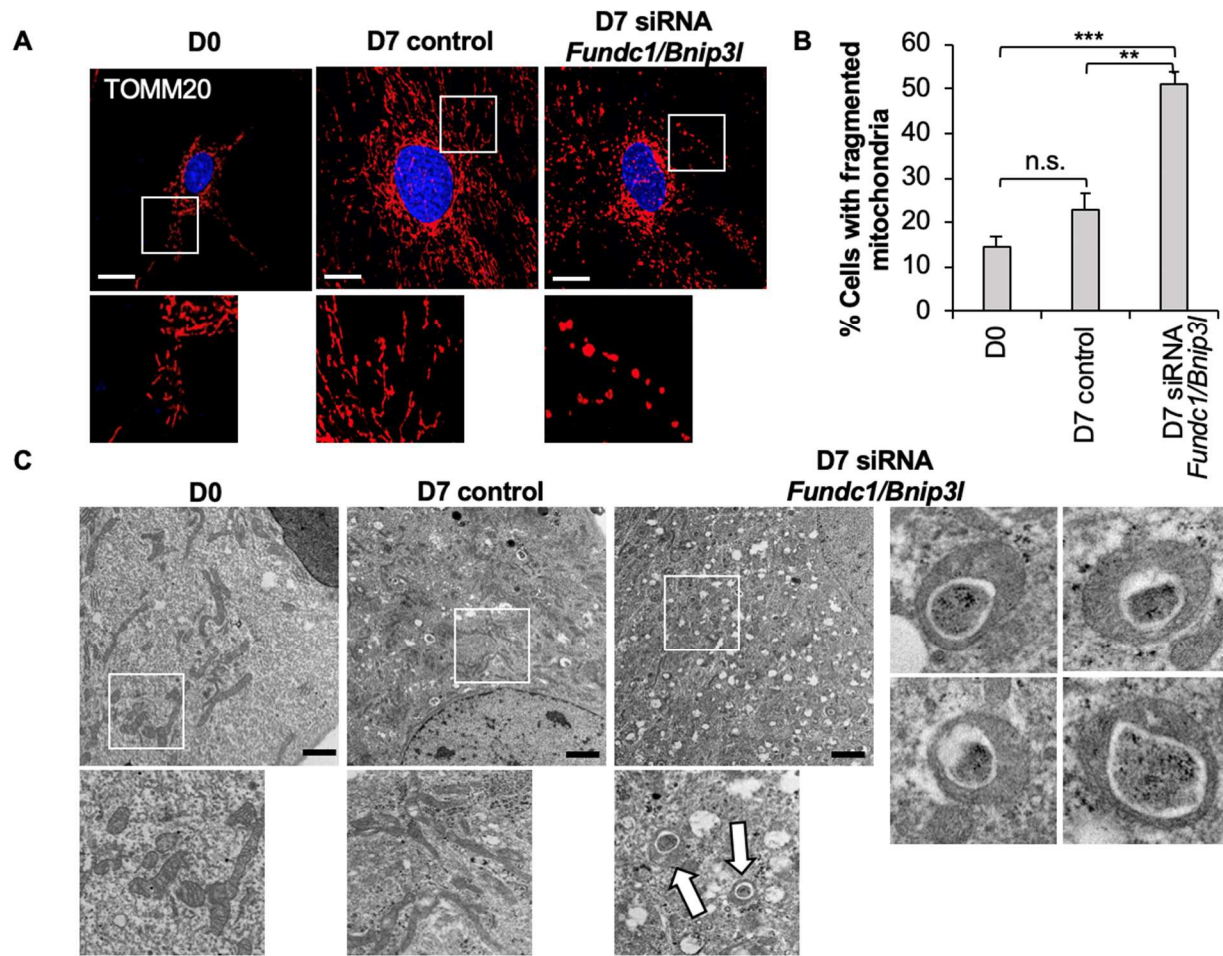 A
D0
D7 control
D7 siRNA
Fundc1/Bnip3l
TOMM20
B
% Cells with fragmented
mitochondria
60
50
40
30
20
10
0
***
**
n.s.
D0
D7 control
D7 siRNA
Fundc1/Bnip3l
C
D0
D7 control
D7 siRNA
Fundc1/Bnip3l